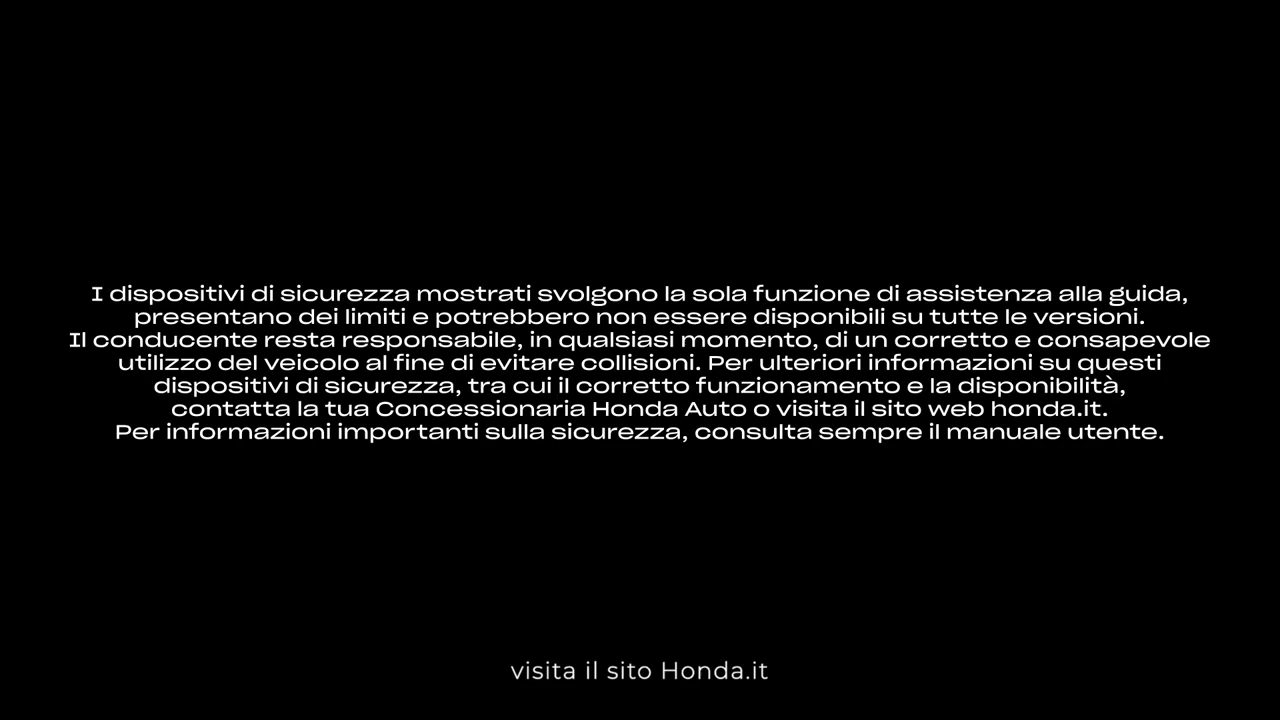 I dispositivi di sicurezza mostrati svolgono la sola funzione di assistenza alla guida,
presentano dei limiti e potrebbero non essere disponibili su tutte le versioni.
Il conducente resta responsabile, in qualsiasi momento, di un corretto e consapevole
utilizzo del veicolo al fine di evitare collisioni. Per ulteriori informazioni su questi
dispositivi di sicurezza, tra cui il corretto funzionamento e la disponibilità,
contatta la tua Concessionaria Honda Auto o visita il sito web honda.it.
Per informazioni importanti sulla sicurezza, consulta sempre il manuale utente.
visita il sito Honda.it